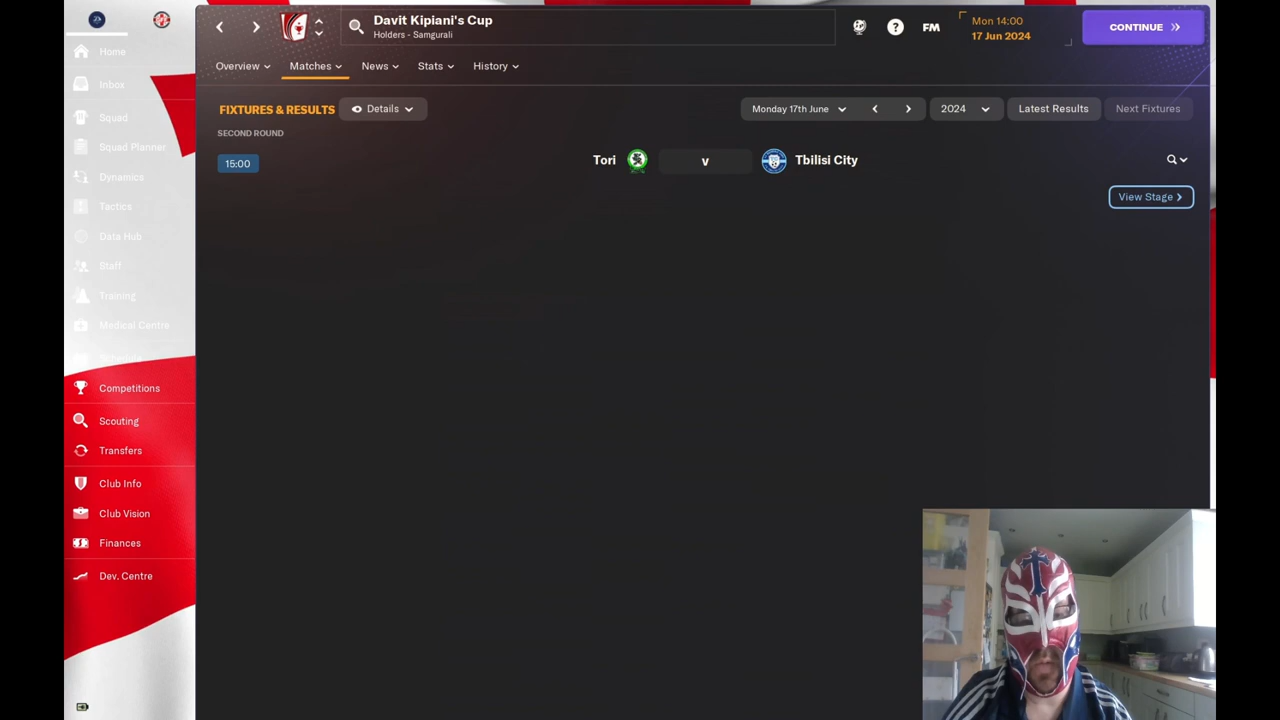 Davit Kipiani's Cup
Holders - Samgurali
FM
Mon 14:00
17 Jun 2024
CONTINUE
Overview
Matches
News
Stats
History
FIXTURES & RESULTS
Details
Monday 17th June
2024
Latest Results
Next Fixtures
SECOND ROUND
15:00
Tori
v
Tbilisi City
View Stage
Home
Inbox
Squad
Squad Planner
Dynamics
Tactics
Data Hub
Staff
Training
Medical Centre
Schedule
Competitions
Scouting
Transfers
Club Info
Club Vision
Finances
Dev. Centre